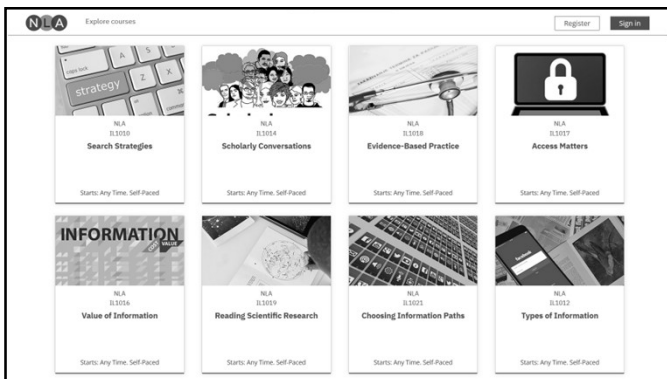 NLA Explore courses Register Sign in
strategy
NLA NLA NLA NLA
IL1010 IL1014 IL1018 IL1017
Search Strategies Scholarly Conversations Evidence-Based Practice Access Matters
Starts: Any Time. Self-Paced Starts: Any Time. Self-Paced Starts: Any Time. Self-Paced Starts: Any Time. Self-Paced
INFORMATION
COST VALUE
facebook
NLA NLA NLA NLA
IL1016 IL1019 IL1021 IL1012
Value of Information Reading Scientific Research Choosing Information Paths Types of Information
Starts: Any Time. Self-Paced Starts: Any Time. Self-Paced Starts: Any Time. Self-Paced Starts: Any Time. Self-Paced